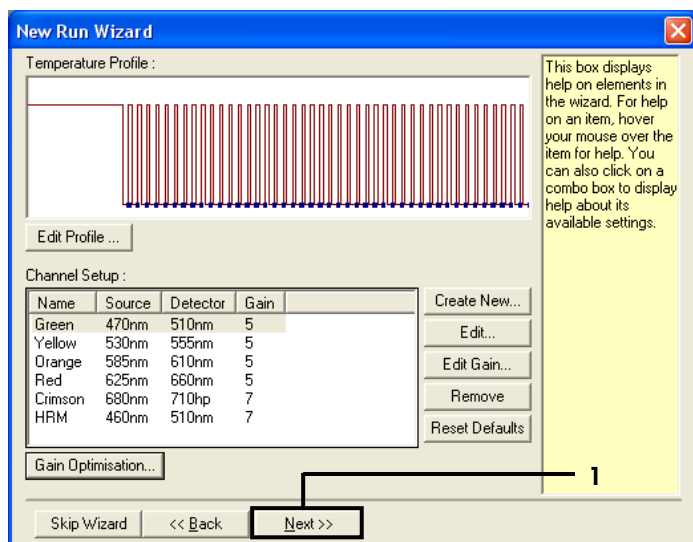 New Run Wizard
Temperature Profile :
This box displays
help on elements in
the wizard. For help
on an item, hover
your mouse over the
item for help. You
can also click on a
combo box to display
help about its
available settings.
Edit Profile ...
Channel Setup :
Name Source Detector Gain
Green 470nm 510nm 5
Yellow 530nm 555nm 5
Orange 585nm 610nm 5
Red 625nm 660nm 5
Crimson 680nm 710hp 7
HRM 460nm 510nm 7
Create New...
Edit...
Edit Gain...
Remove
Reset Defaults
Gain Optimisation...
1
Skip Wizard << Back Next >>